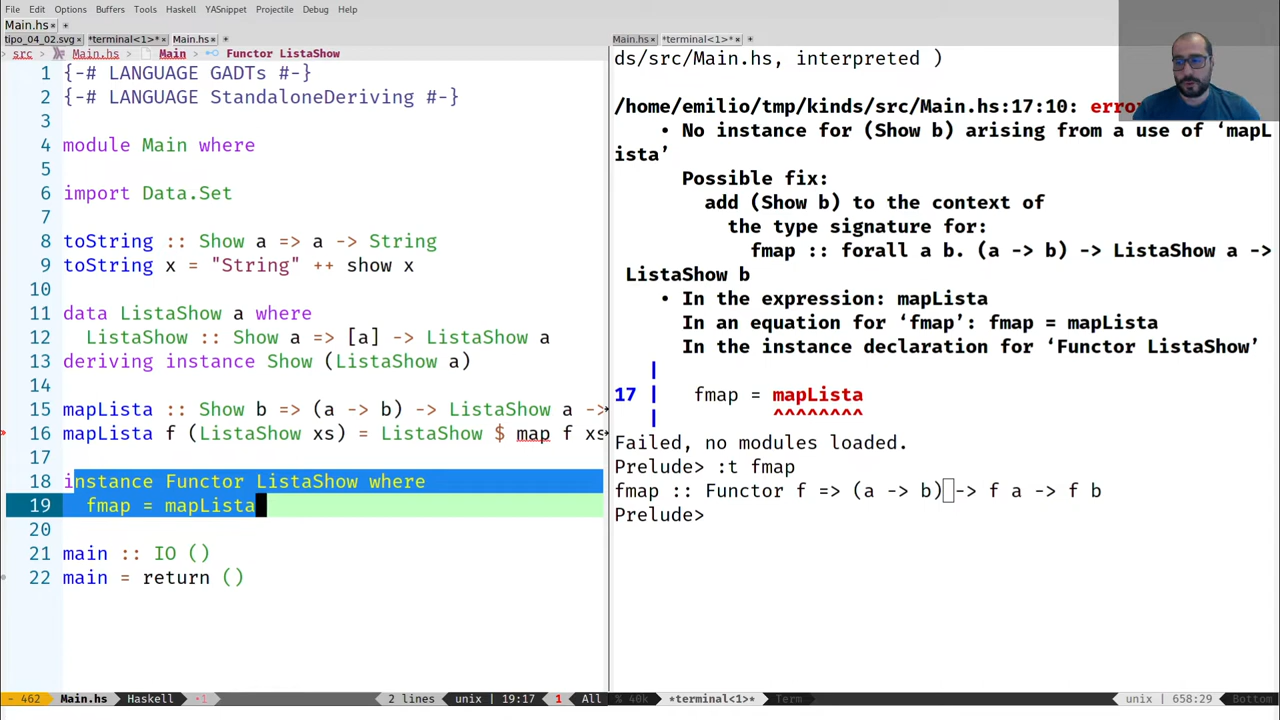 File Edit Options Buffers Tools Haskell YASnippet Projectile Debug Help
Main.hs
tipo_04_02.svg *terminal<1>* Main.hs
src Main.hs Main Functor ListaShow
1 {-# LANGUAGE GADTs #-}
2 {-# LANGUAGE StandaloneDeriving #-}
3
4 module Main where
5
6 import Data.Set
7
8 toString :: Show a => a -> String
9 toString x = "String" ++ show x
10
11 data ListaShow a where
12 ListaShow :: Show a => [a] -> ListaShow a
13 deriving instance Show (ListaShow a)
14
15 mapLista :: Show b => (a -> b) -> ListaShow a ->
16 mapLista f (ListaShow xs) = ListaShow $ map f xs
17
18 instance Functor ListaShow where
19 fmap = mapLista
20
21 main :: IO ()
22 main = return ()
- 462 Main.hs Haskell •1 2 lines unix | 19:17 1 All
Main.hs *terminal<1>*
ds/src/Main.hs, interpreted )
/home/emilio/tmp/kinds/src/Main.hs:17:10:
• No instance for (Show b) arising from a use of ‘mapL
ista’
Possible fix:
add (Show b) to the context of
the type signature for:
fmap :: forall a b. (a -> b) -> ListaShow a ->
ListaShow b
• In the expression: mapLista
In an equation for ‘fmap’: fmap = mapLista
In the instance declaration for ‘Functor ListaShow’
|
17 | fmap = mapLista
| ^^^^^^^^
Failed, no modules loaded.
Prelude> :t fmap
fmap :: Functor f => (a -> b) -> f a -> f b
Prelude>
% 40k *terminal<1>* Term unix | 658:29 Bottom